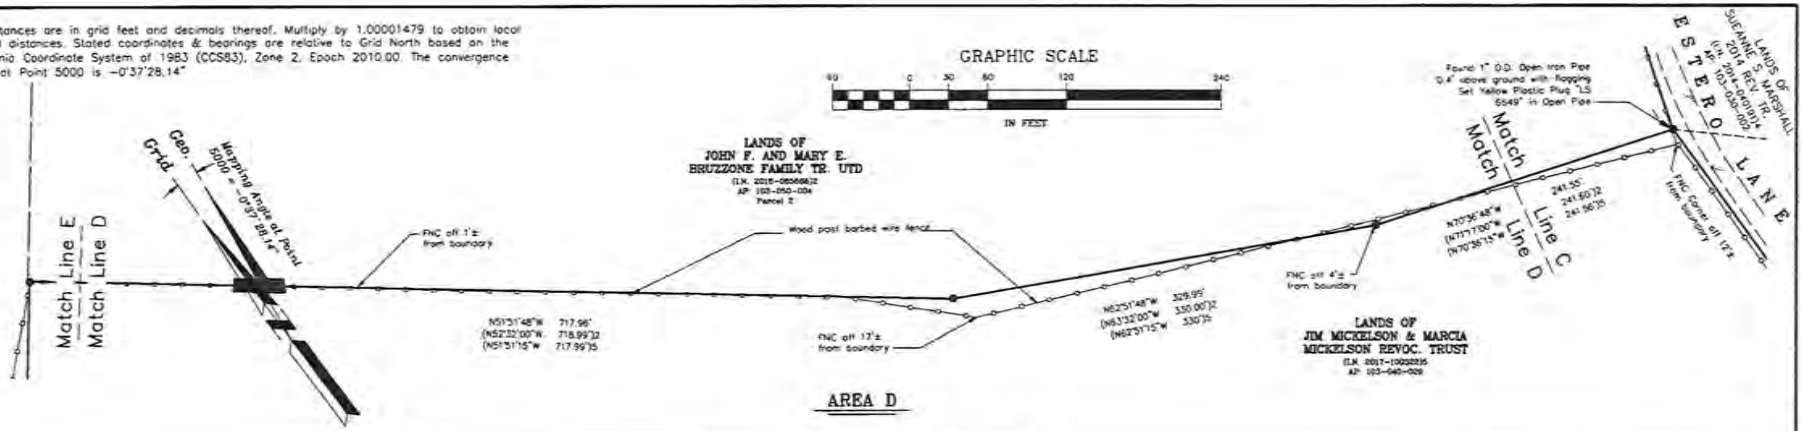 tances are in grid feet and decimals thereof. Multiply by 1.00001479 to obtain local
distances. Stated coordinates & bearings are relative to Grid North based on the
nia Coordinate System of 1983 (CCS83), Zone 2, Epoch 2010.00. The convergence
at Point 5000 is -0°37'28.14"
GRAPHIC SCALE
60 0 30 60 120 240
IN FEET
Geo.
Grid
Mapping Angle at Point
5000 = -0°37'28.14"
Match Line E
Match Line D
FNC off 1'±
from boundary
N51°51'48"W 717.96'
(N52°32'00"W 718.99')2
(N51°51'15"W 717.99')5
LANDS OF
JOHN F. AND MARY E.
BRUZZONE FAMILY TR. UTD
AP: 103-050-004
Parcel 2
Wood post barbed wire fence
FNC off 17'±
from boundary
AREA D
N62°51'48"W 329.99'
(N63°32'00"W 330.00')2
(N62°51'15"W 330')5
FNC off 4'±
from boundary
LANDS OF
JIM MICKELSON & MARCIA
MICKELSON REVOC. TRUST
AP: 103-040-029
N70°36'48"W 241.55'
(N71°17'00"W 241.60')2
(N70°36'15"W 241.56')5
Match Line C
Match Line D
Found 1" O.D. Open Iron Pipe
0.4' above ground with flagging
Set Yellow Plastic Plug "LS
6549" in Open Pipe
FNC Corner off 12'±
from boundary
ESTERO LANE
LANDS OF
SUEANNE S. MARSHALL
2014 REV. TR.
AP: 103-030-002